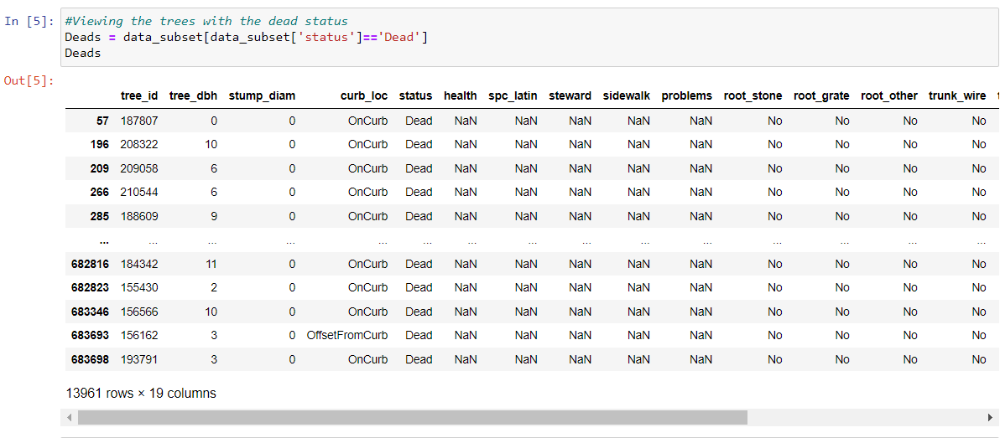 In [5]: #Viewing the trees with the dead status
Deads = data_subset[data_subset['status']=='Dead']
Deads
Out[5]:
tree_id tree_dbh stump_diam curb_loc status health spc_latin steward sidewalk problems root_stone root_grate root_other trunk_wire
57 187807 0 0 OnCurb Dead NaN NaN NaN NaN NaN No No No No
196 208322 10 0 OnCurb Dead NaN NaN NaN NaN NaN No No No No
209 209058 6 0 OnCurb Dead NaN NaN NaN NaN NaN No No No No
266 210544 6 0 OnCurb Dead NaN NaN NaN NaN NaN No No No No
285 188609 9 0 OnCurb Dead NaN NaN NaN NaN NaN No No No No
... ... ... ... ... ... ... ... ... ... ... ... ... ... ...
682816 184342 11 0 OnCurb Dead NaN NaN NaN NaN NaN No No No No
682823 155430 2 0 OnCurb Dead NaN NaN NaN NaN NaN No No No No
683346 156566 10 0 OnCurb Dead NaN NaN NaN NaN NaN No No No No
683693 156162 3 0 OffsetFromCurb Dead NaN NaN NaN NaN NaN No No No No
683698 193791 3 0 OnCurb Dead NaN NaN NaN NaN NaN No No No No
13961 rows × 19 columns